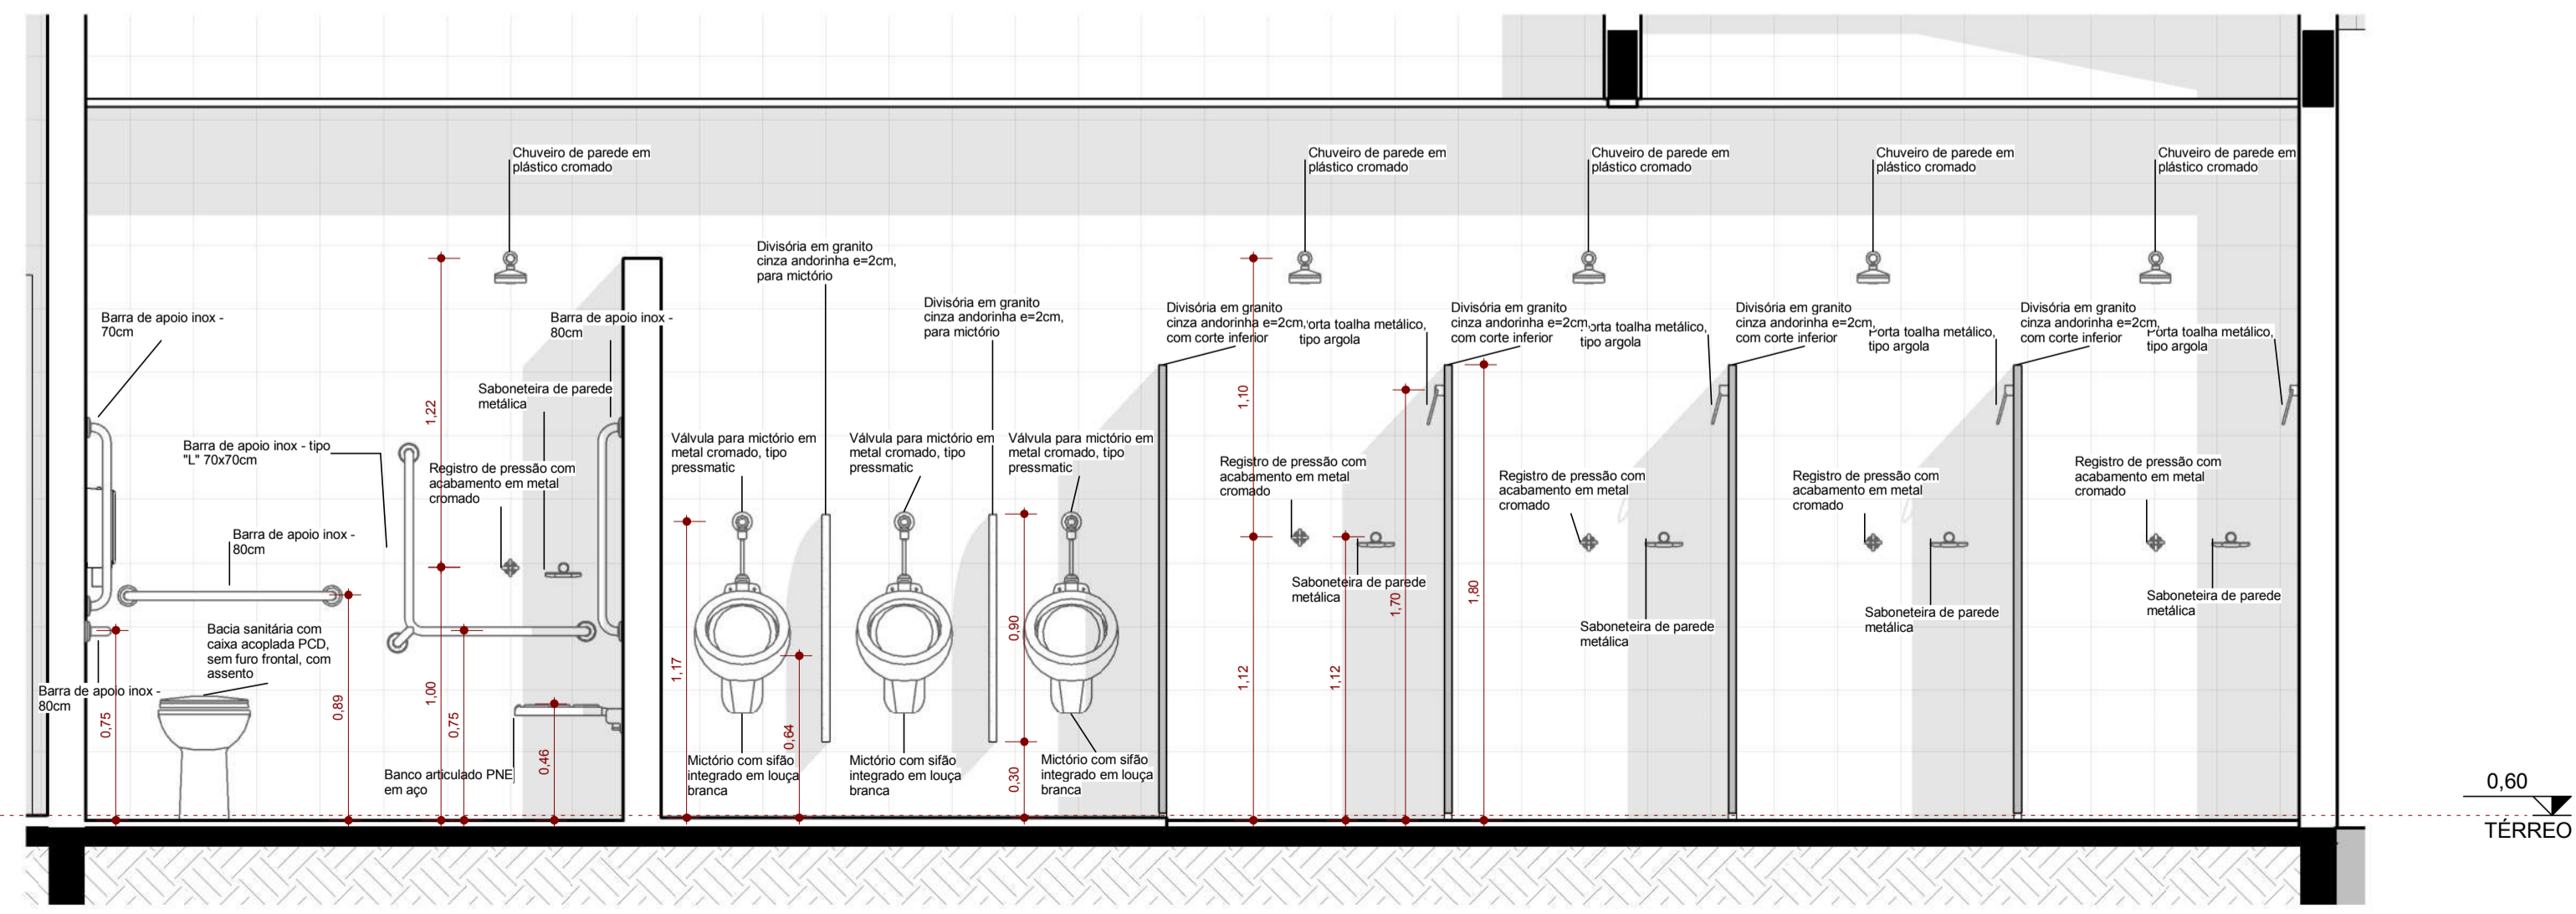 Chuveiro de parede em
plástico cromado
Chuveiro de parede em
plástico cromado
Chuveiro de parede em
plástico cromado
Chuveiro de parede em
plástico cromado
Chuveiro de parede em
plástico cromado
Divisória em granito
cinza andorinha e=2cm,
para mictório
Divisória em granito
cinza andorinha e=2cm,
para mictório
Barra de apoio inox -
70cm
Barra de apoio inox -
80cm
Divisória em granito
cinza andorinha e=2cm,
com corte inferior
orta toalha metálico,
tipo argola
Divisória em granito
cinza andorinha e=2cm,
com corte inferior
orta toalha metálico,
tipo argola
Divisória em granito
cinza andorinha e=2cm,
com corte inferior
Porta toalha metálico,
tipo argola
Divisória em granito
cinza andorinha e=2cm,
com corte inferior
Porta toalha metálico,
tipo argola
Saboneteira de parede
metálica
1,22
1,10
Barra de apoio inox - tipo
"L" 70x70cm
Registro de pressão com
acabamento em metal
cromado
Válvula para mictório em
metal cromado, tipo
pressmatic
Válvula para mictório em
metal cromado, tipo
pressmatic
Válvula para mictório em
metal cromado, tipo
pressmatic
Registro de pressão com
acabamento em metal
cromado
Registro de pressão com
acabamento em metal
cromado
Registro de pressão com
acabamento em metal
cromado
Registro de pressão com
acabamento em metal
cromado
Barra de apoio inox -
80cm
Saboneteira de parede
metálica
Saboneteira de parede
metálica
Saboneteira de parede
metálica
Saboneteira de parede
metálica
Bacia sanitária com
caixa acoplada PCD,
sem furo frontal, com
assento
Barra de apoio inox -
80cm
0,75
0,89
1,00
0,75
0,46
1,17
0,64
0,90
0,30
1,12
1,12
1,70
1,80
Banco articulado PNE
em aço
Mictório com sifão
integrado em louça
branca
Mictório com sifão
integrado em louça
branca
Mictório com sifão
integrado em louça
branca
0,60
TÉRREO